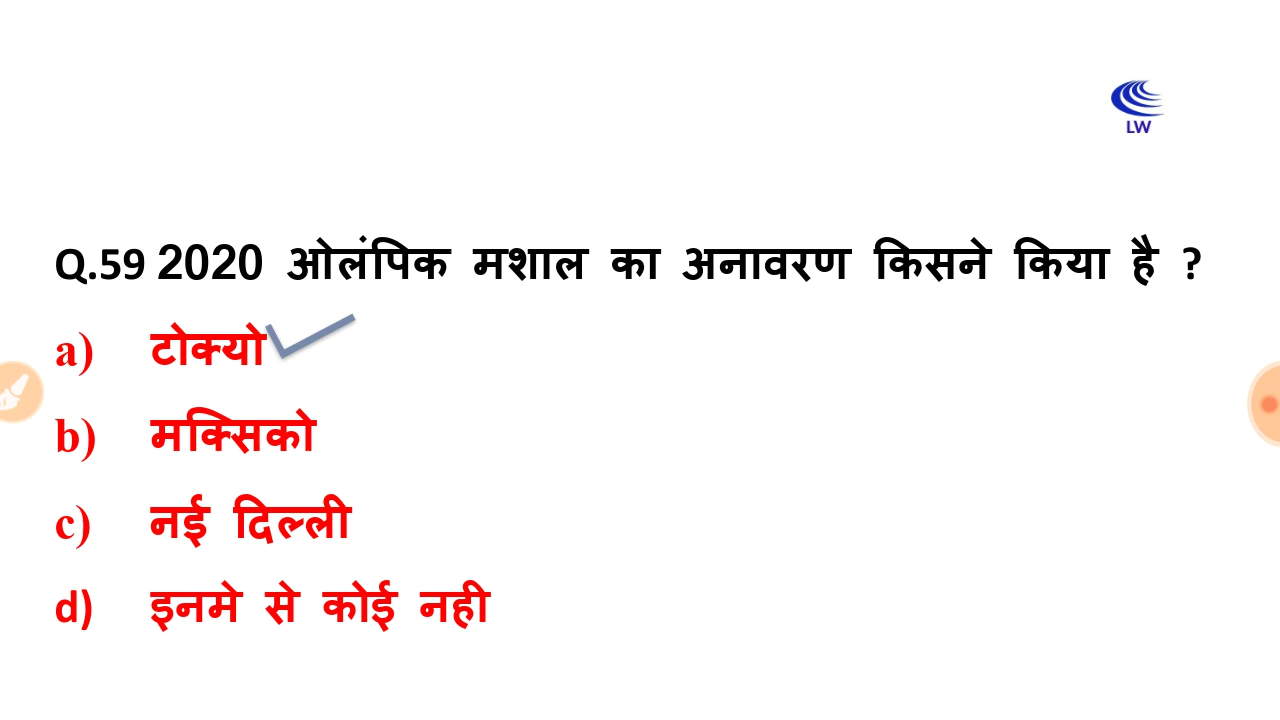 LW
Q.59 2020 ओलंपिक मशाल का अनावरण किसने किया है ?
a) टोक्यो
b) मक्सिको
c) नई दिल्ली
d) इनमे से कोई नही